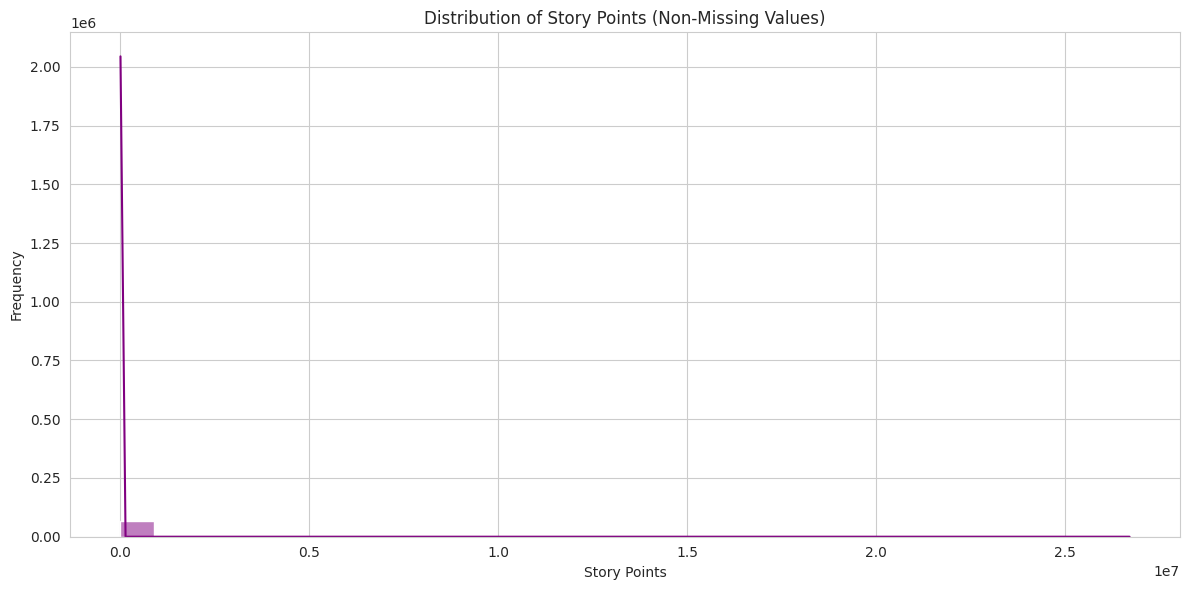 Distribution of Story Points (Non-Missing Values)
1e6
2.00
1.75
1.50
1.25
1.00
0.75
0.50
0.25
0.00
Frequency
0.0 0.5 1.0 1.5 2.0 2.5
Story Points
1e7